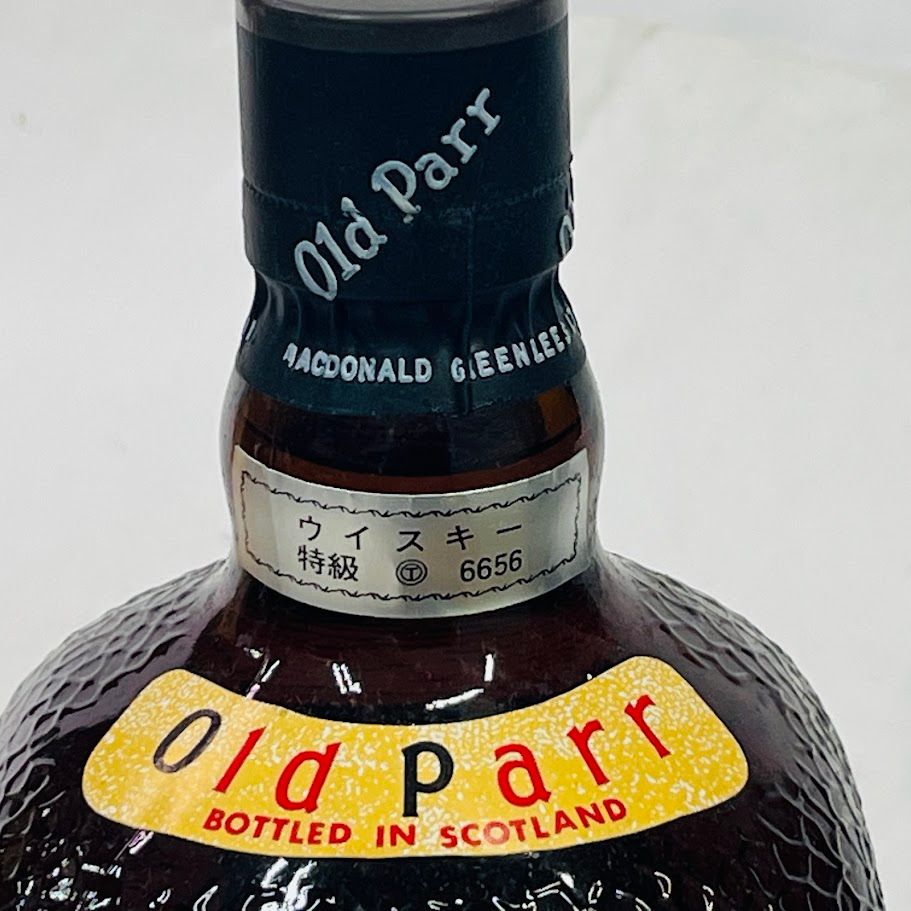 Old Parr
MACDONALD GREENLEES
ウイスキー
特級 Ⓣ 6656
Old Parr
BOTTLED IN SCOTLAND